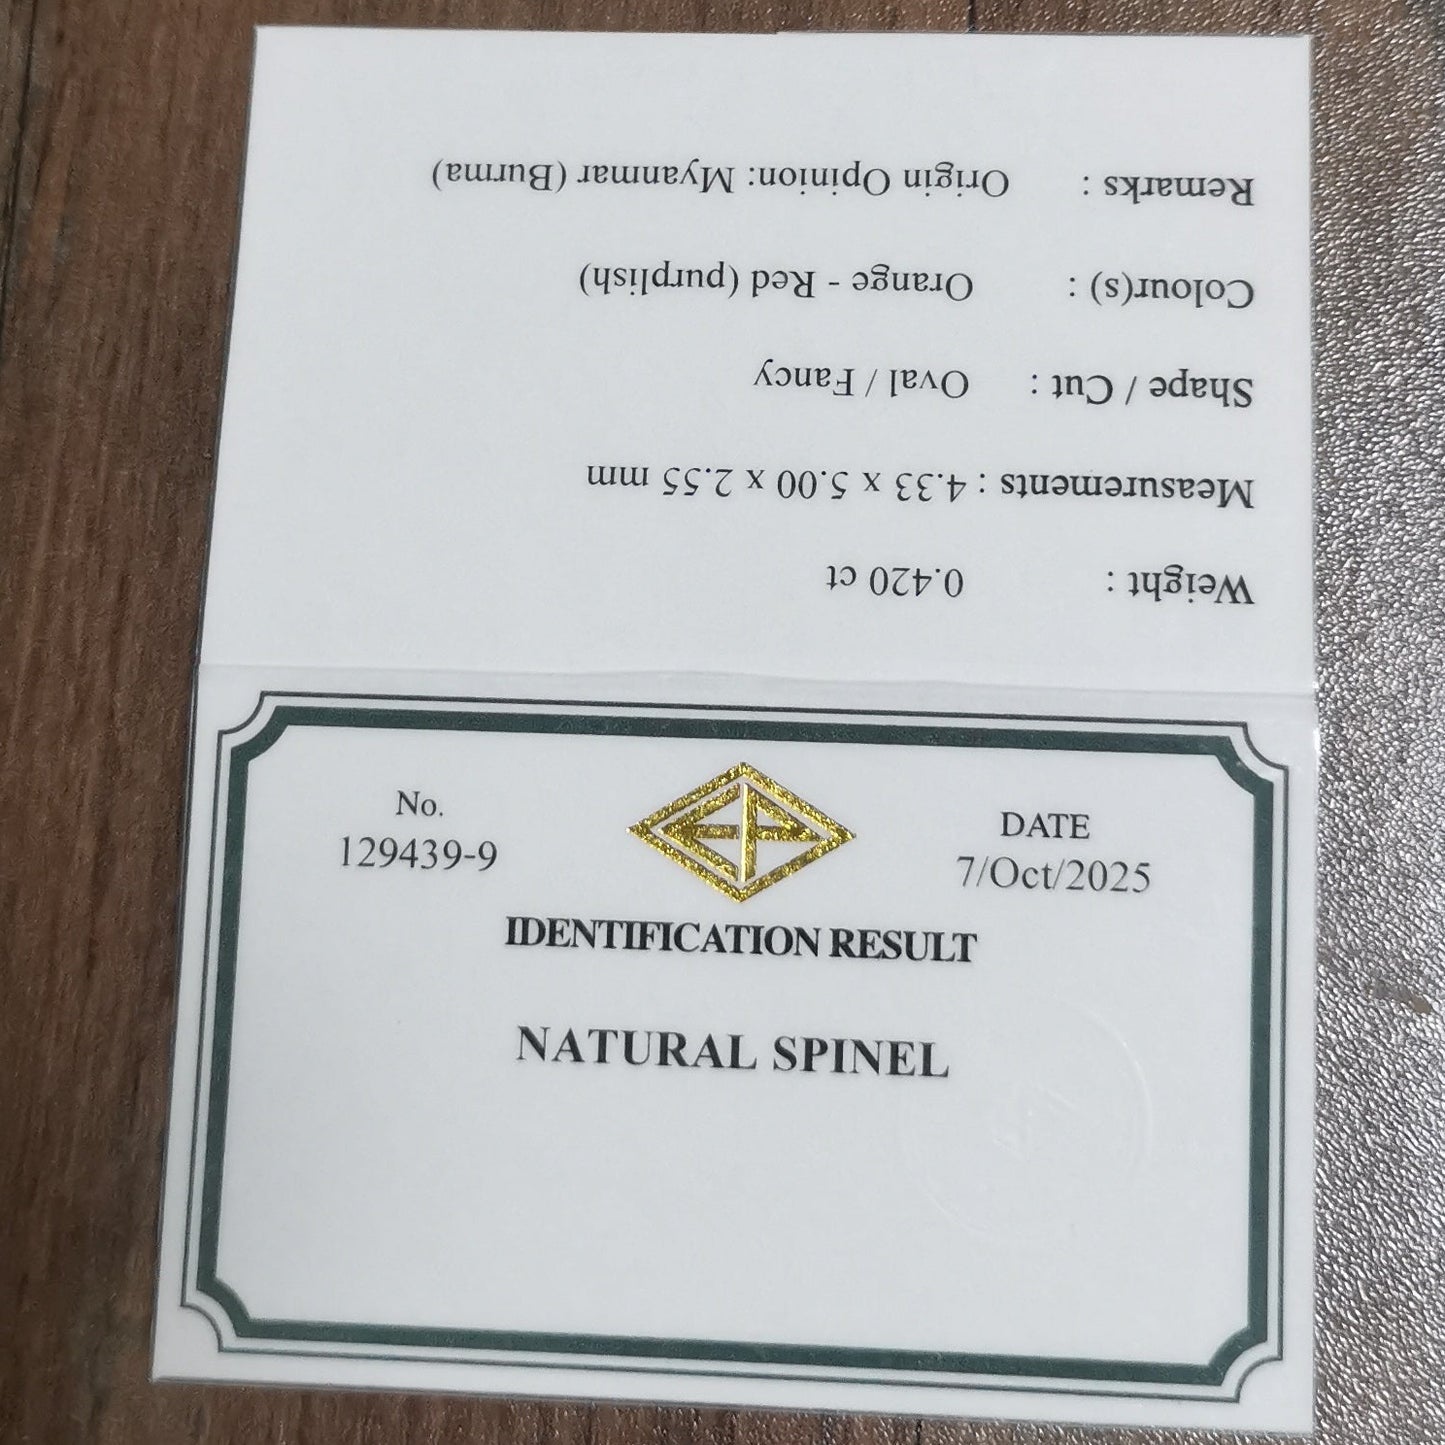 No.
129439-9
DATE
7/Oct/2025
IDENTIFICATION RESULT
NATURAL SPINEL
Weight : 0.420 ct
Measurements : 4.33 x 5.00 x 2.55 mm
Shape / Cut : Oval / Fancy
Colour(s) : Orange - Red (purplish)
Remarks : Origin Opinion: Myanmar (Burma)